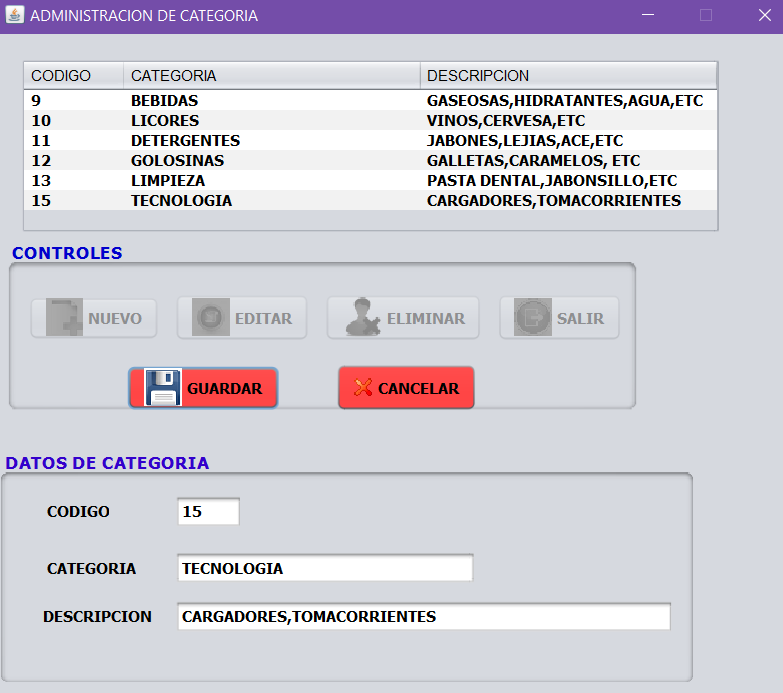 ADMINISTRACION DE CATEGORIA
CODIGO CATEGORIA DESCRIPCION
9 BEBIDAS GASEOSAS,HIDRATANTES,AGUA,ETC
10 LICORES VINOS,CERVESA,ETC
11 DETERGENTES JABONES,LEJIAS,ACE,ETC
12 GOLOSINAS GALLETAS,CARAMELOS, ETC
13 LIMPIEZA PASTA DENTAL,JABONSILLO,ETC
15 TECNOLOGIA CARGADORES,TOMACORRIENTES
CONTROLES
NUEVO EDITAR ELIMINAR SALIR
GUARDAR CANCELAR
DATOS DE CATEGORIA
CODIGO 15
CATEGORIA TECNOLOGIA
DESCRIPCION CARGADORES,TOMACORRIENTES